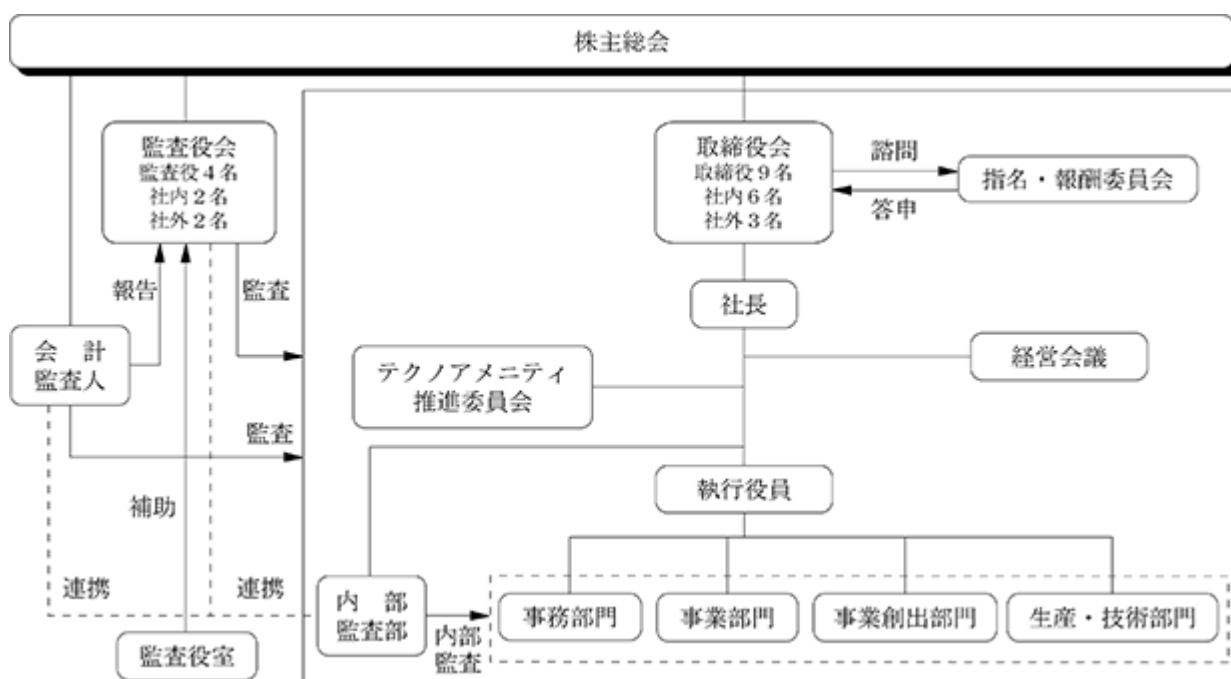 株主総会
監査役会
監査役4名
社内2名
社外2名
取締役会
取締役9名
社内6名
社外3名
諮問
答申
指名・報酬委員会
報告
監査
社長
会　計
監査人
テクノアメニティ
推進委員会
経営会議
監査
執行役員
補助
連携
連携
内　部
監査部
内部
監査
事務部門
事業部門
事業創出部門
生産・技術部門
監査役室